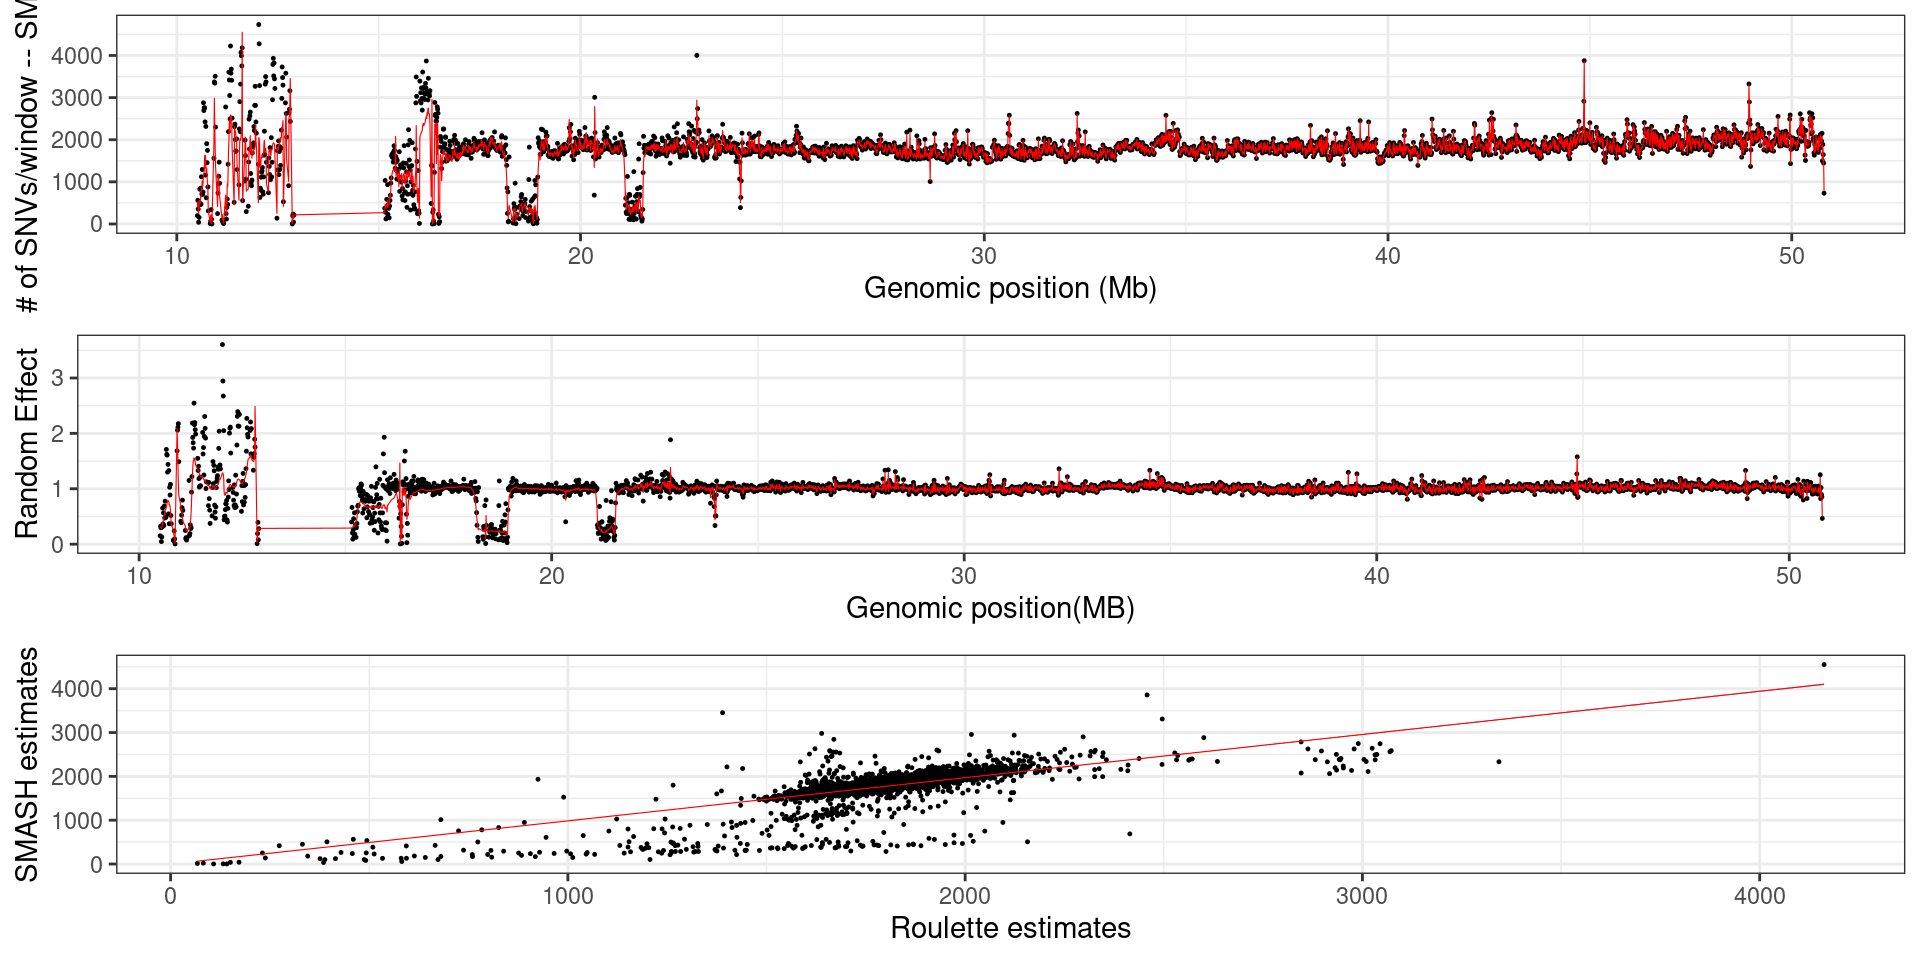 # of SNVs/window -- SM
4000
3000
2000
1000
0
10 20 30 40 50
Genomic position (Mb)
Random Effect
3
2
1
0
10 20 30 40 50
Genomic position(MB)
SMASH estimates
4000
3000
2000
1000
0
0 1000 2000 3000 4000
Roulette estimates